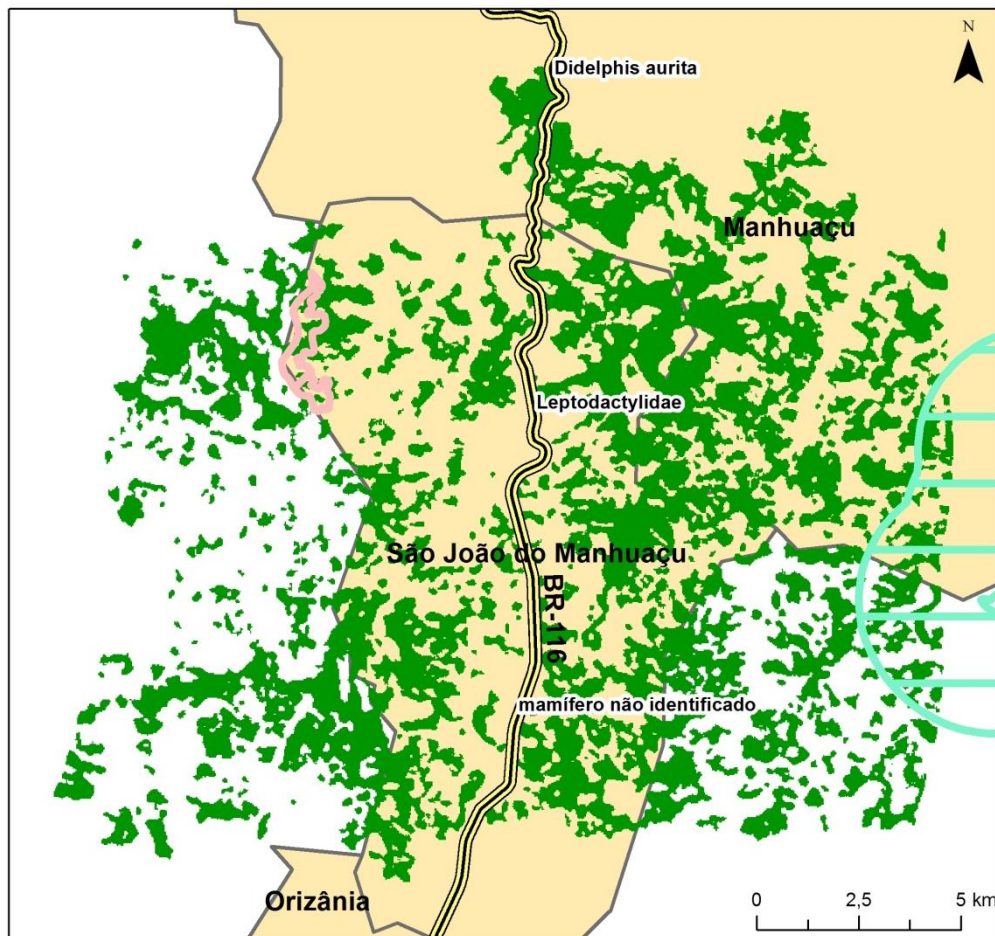 N
Didelphis aurita
Manhuaçu
Leptodactylidae
São João do Manhuaçu
BR-116
mamífero não identificado
Orizânia
0 2,5 5 km